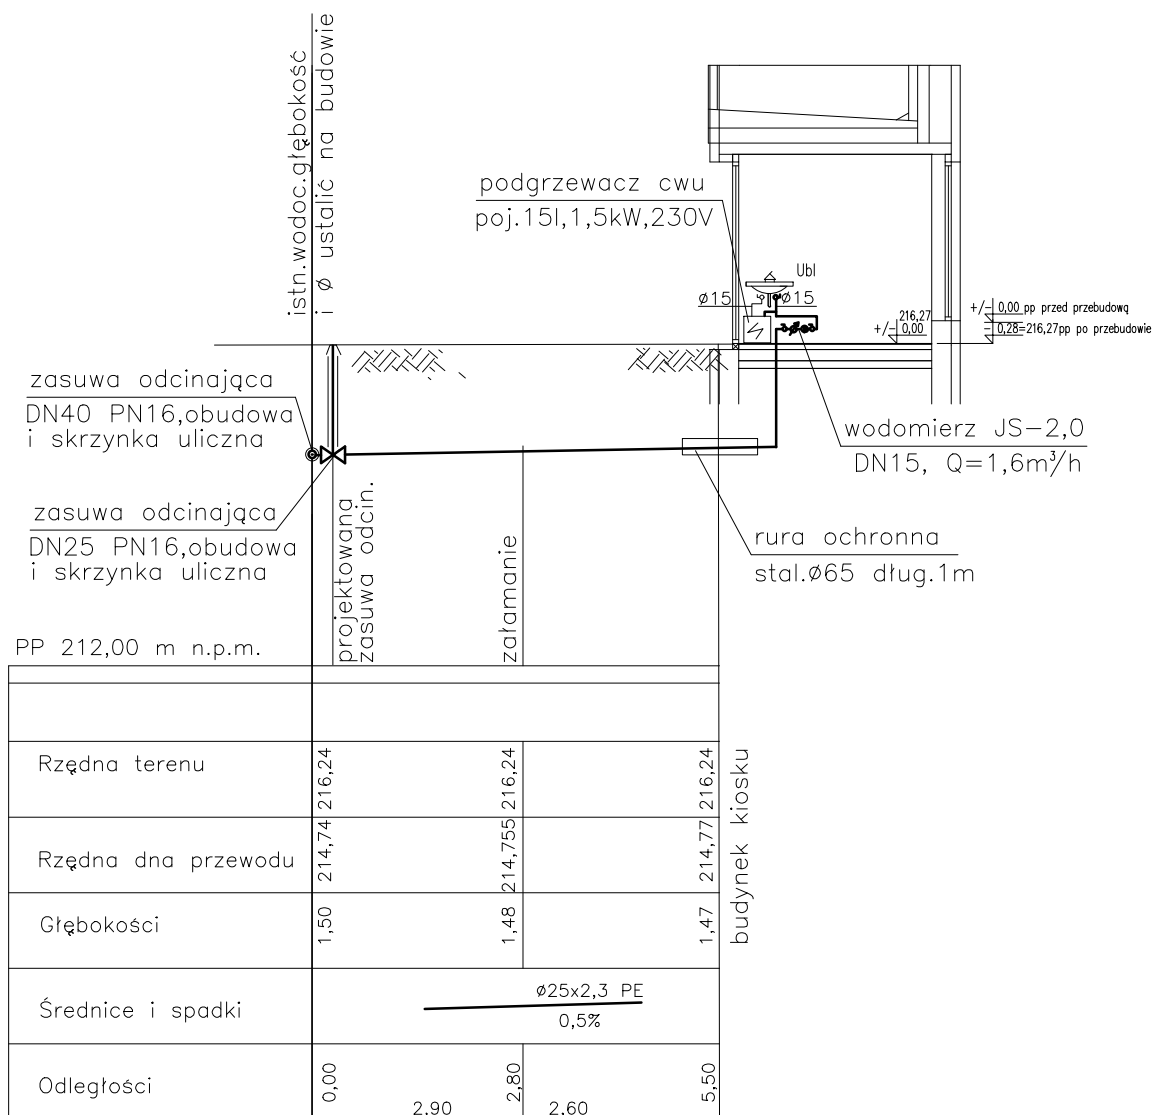 istn.wodoc.głębokość
i ø ustalić na budowie
podgrzewacz cwu
poj.15l,1,5kW,230V
Ubl
ø15
ø15
216,27
+/- 0,00
+/- 0,00 pp przed przebudową
- 0,28=216,27pp po przebudowie
zasuwa odcinająca
DN40 PN16,obudowa
i skrzynka uliczna
wodomierz JS-2,0
DN15, Q=1,6m³/h
zasuwa odcinająca
DN25 PN16,obudowa
i skrzynka uliczna
projektowana
zasuwa odcin.
załamanie
rura ochronna
stal.ø65 dług.1m
PP 212,00 m n.p.m.
Rzędna terenu
216,24
216,24
216,24
Rzędna dna przewodu
214,74
214,755
214,77
budynek kiosku
Głębokości
1,50
1,48
1,47
Średnice i spadki
ø25x2,3 PE
0,5%
Odległości
0,00
2,80
5,50
2,90
2,60